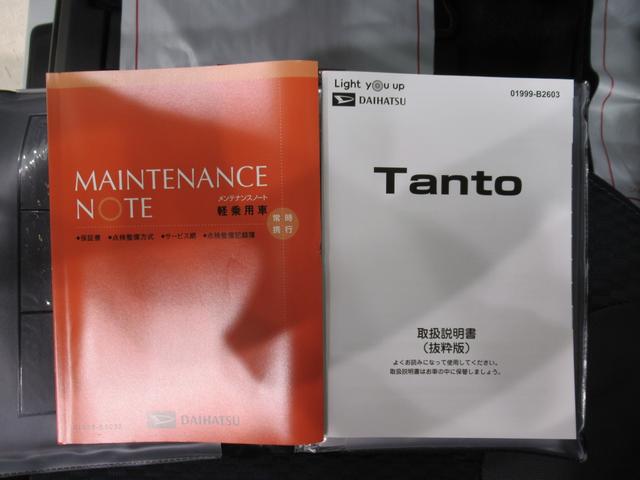 MAINTENANCE
NOTE
メンテナンスノート
軽乗用車
常時
携行
●保証書 ●点検整備方式 ●サービス網 ●点検整備記録簿
DAIHATSU
Light you up
DAIHATSU
01999-B2603
Tanto
取扱説明書
（抜粋版）
よくお読みになって使用してください。
取扱説明書はお車の中に保管しましょう。